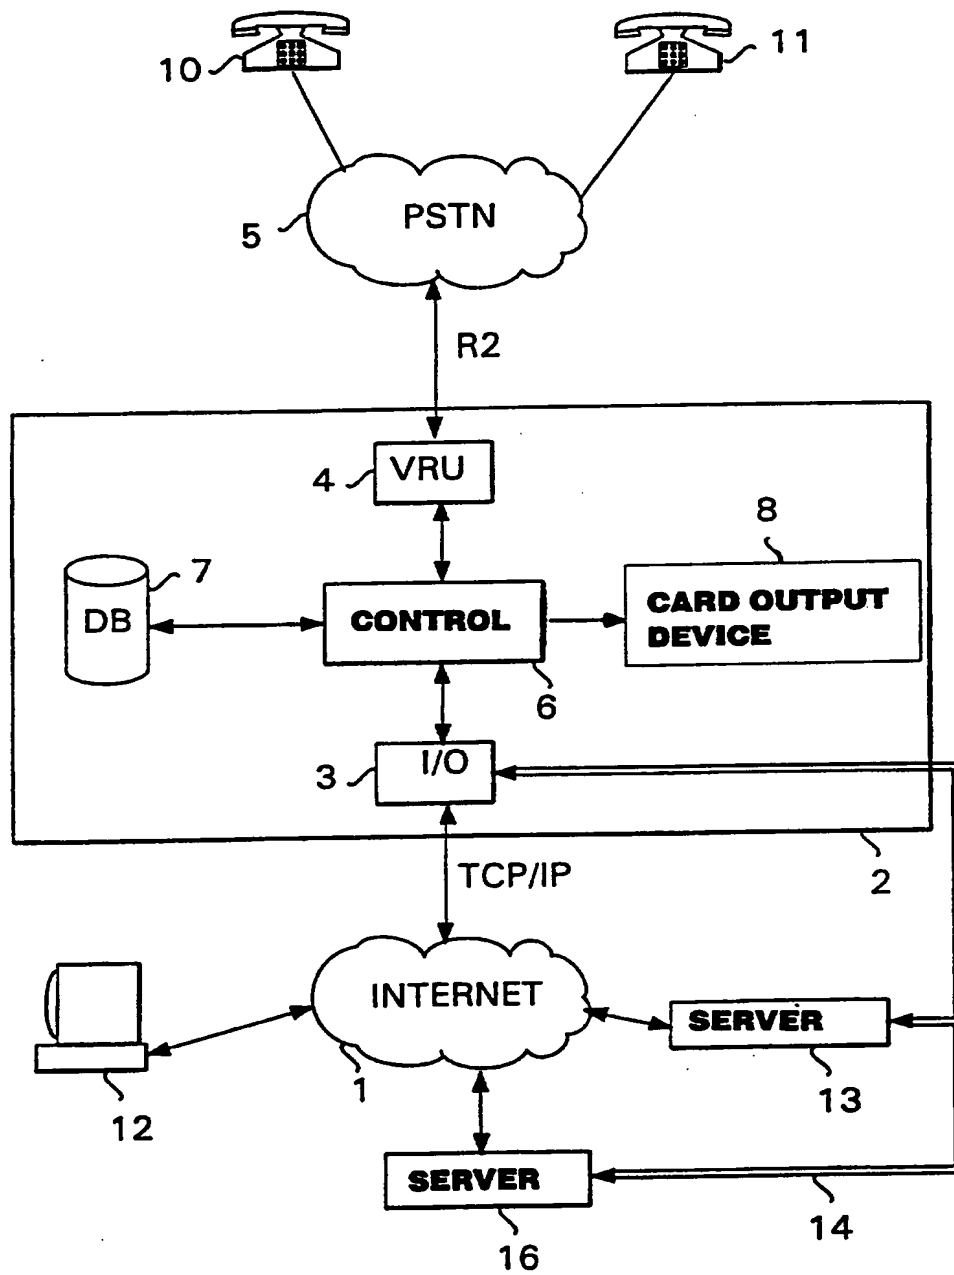 10
11
PSTN
5
R2
4
VRU
8
7
DB
CONTROL
CARD OUTPUT
DEVICE
6
3
I/O
2
TCP/IP
INTERNET
SERVER
12
1
13
SERVER
16
14